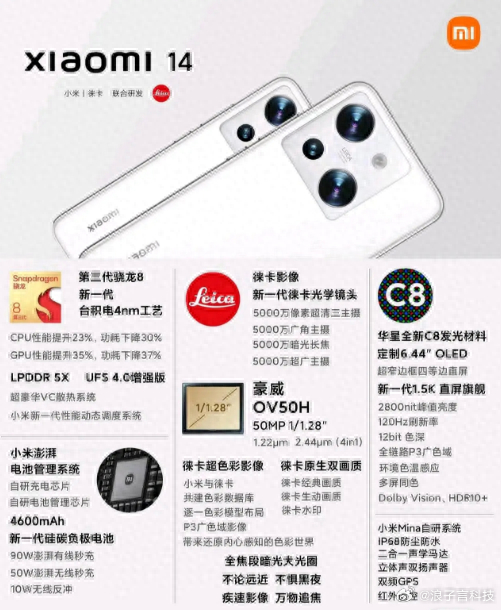 xiaomi 14
小米 | 徕卡 联合研发
Leica
mi
xiaomi
xiaomi
Snapdragon
骁龙
8
第三代骁龙8
新一代
台积电4nm工艺
CPU性能提升23%, 功耗下降30%
GPU性能提升35%, 功耗下降37%
LPDDR 5X UFS 4.0增强版
超豪华VC散热系统
小米新一代性能动态调度系统
小米澎湃
电池管理系统
自研充电芯片
自研电池管理芯片
4600mAh
新一代硅碳负极电池
90W澎湃有线秒充
50W澎湃无线秒充
10W无线反冲
Leica
徕卡影像
新一代徕卡光学镜头
5000万像素超清三主摄
5000万广角主摄
5000万暗光长焦
5000万超广主摄
1/1.28"
豪威
OV50H
50MP 1/1.28"
1.22μm 2.44μm (4in1)
徕卡超色彩影像
小米与徕卡
共建色彩数据库
逐一色彩模型布局
P3广色域影像
带来还原内心感知的色彩世界
徕卡原生双画质
徕卡经典画质
徕卡生动画质
徕卡水印
全焦段暗光大光圈
不论远近 不惧黑夜
疾速影像 万物追焦
C8
华星全新C8发光材料
定制6.44" OLED
超窄边框四等边直屏
新一代1.5K 直屏旗舰
2800nit峰值亮度
120Hz刷新率
12bit 色深
全链路P3广色域
环境色温感应
多屏同色
Dolby Vision、HDR10+
小米Mina自研系统
IP68防尘防水
二合一声学马达
立体声双扬声器
双频GPS
红外
@浪子言科技